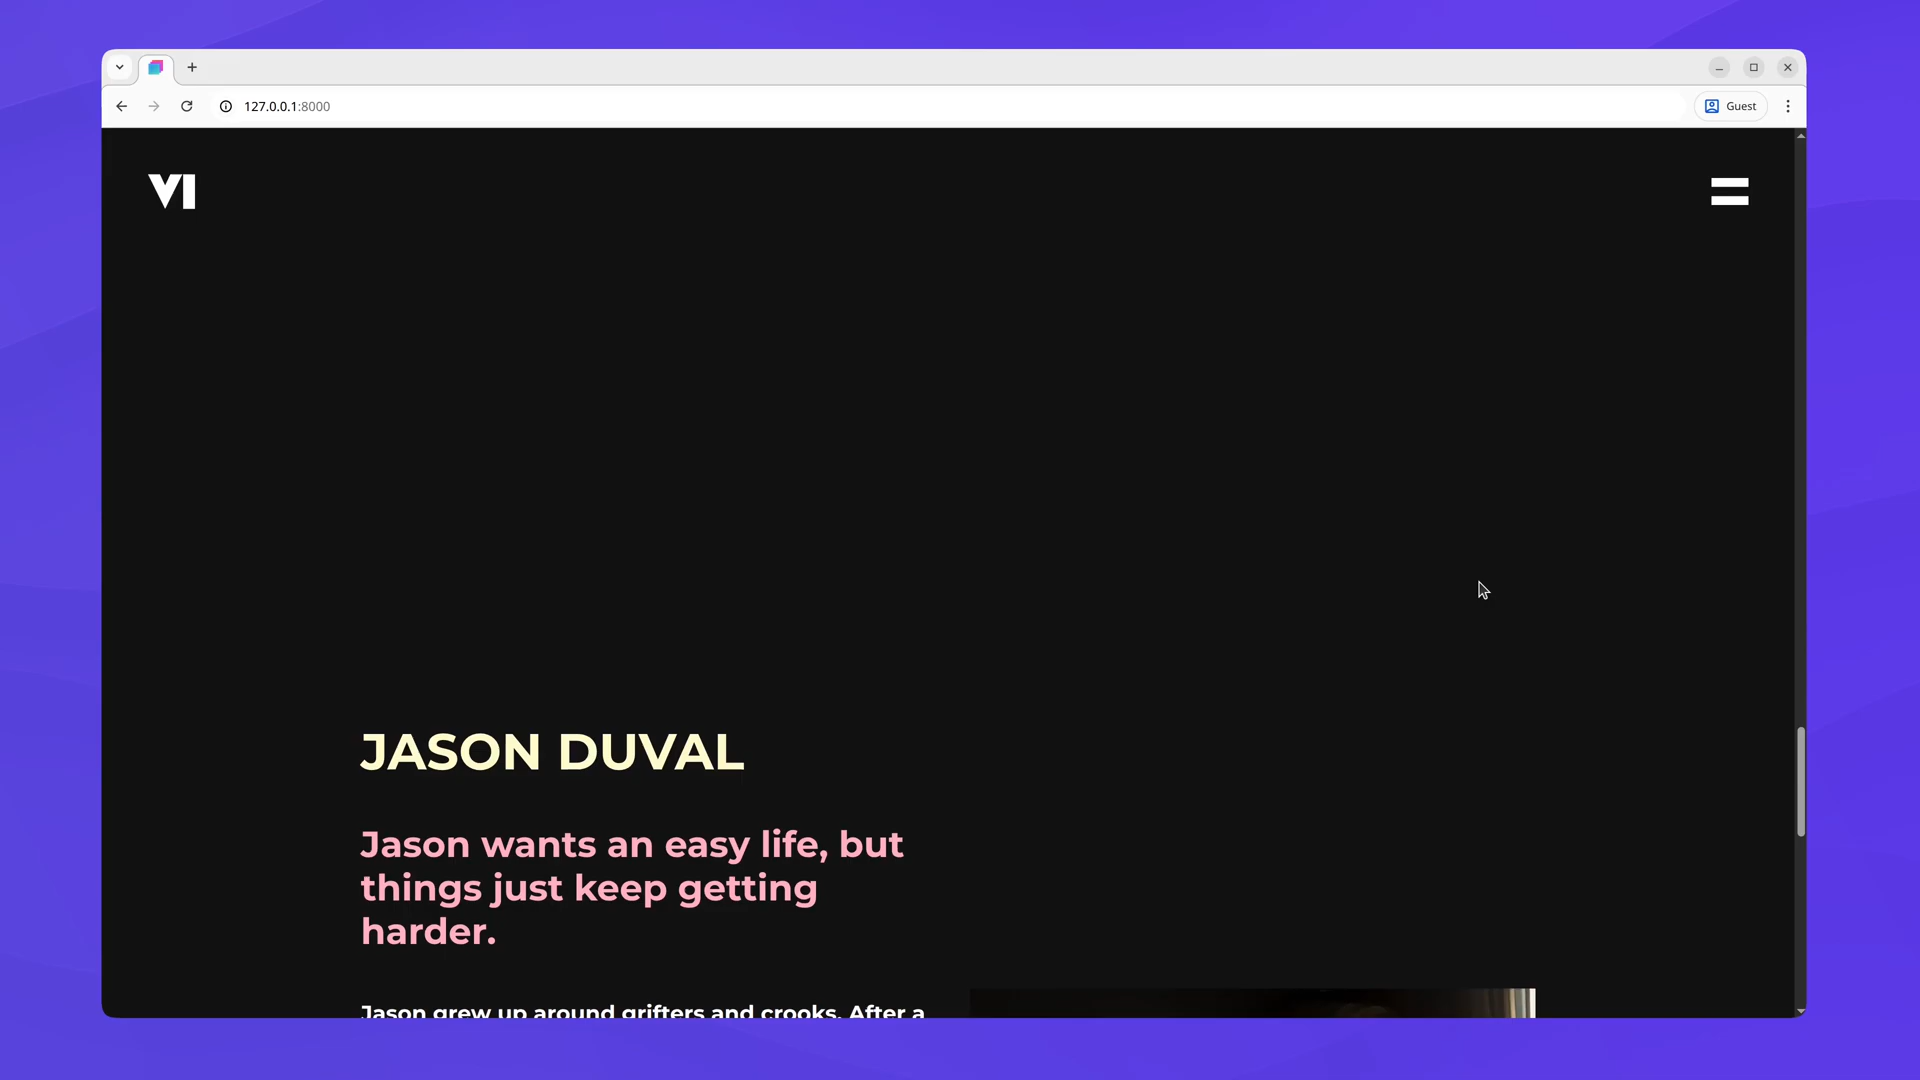 127.0.0.1:8000
Guest
VI
JASON DUVAL
Jason wants an easy life, but
things just keep getting
harder.
Jason grew up around grifters and crooks. After a